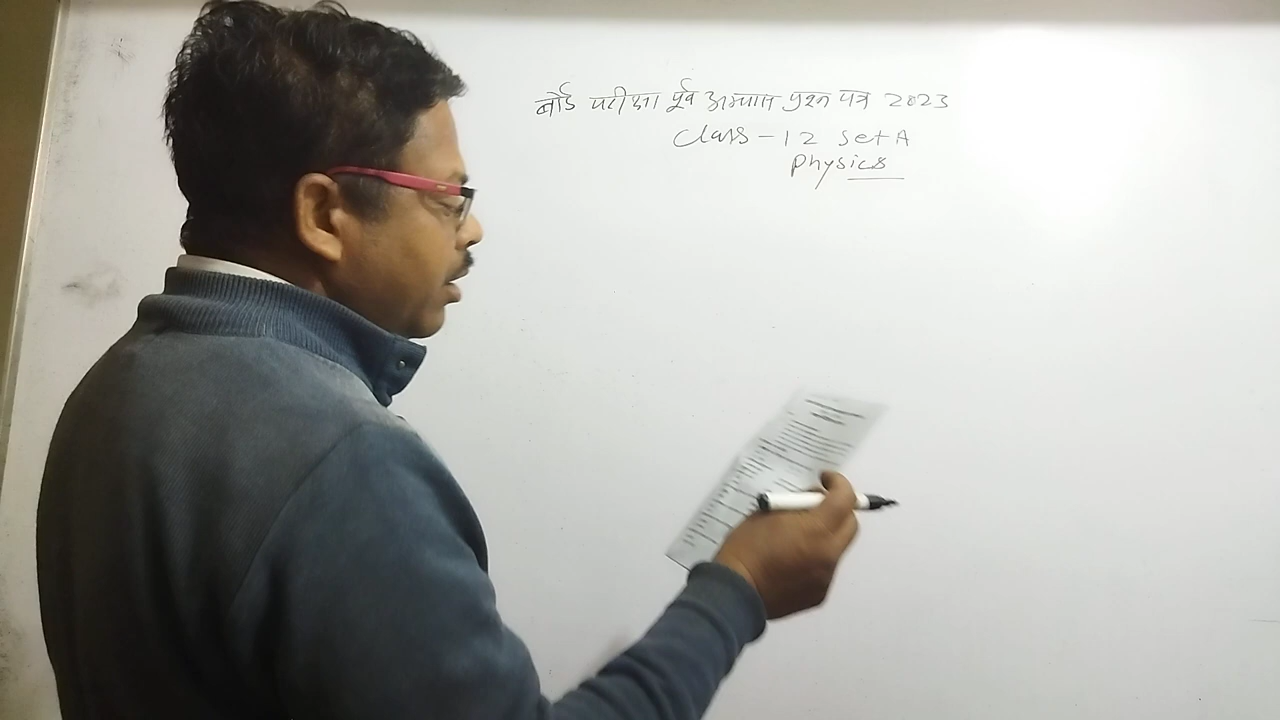 बोर्ड परीक्षा पूर्व अभ्यास प्रश्न पत्र 2023
Class - 12 Set A
Physics